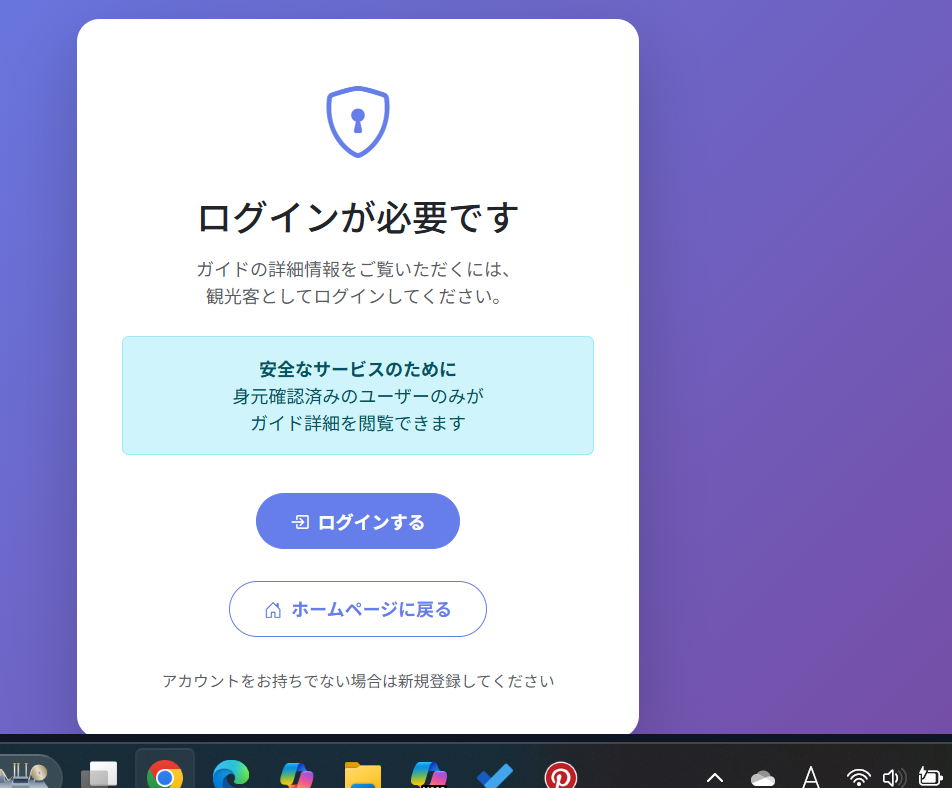 ログインが必要です
ガイドの詳細情報をご覧いただくには、
観光客としてログインしてください。
安全なサービスのために
身元確認済みのユーザーのみが
ガイド詳細を閲覧できます
ログインする
ホームページに戻る
アカウントをお持ちでない場合は新規登録してください
A